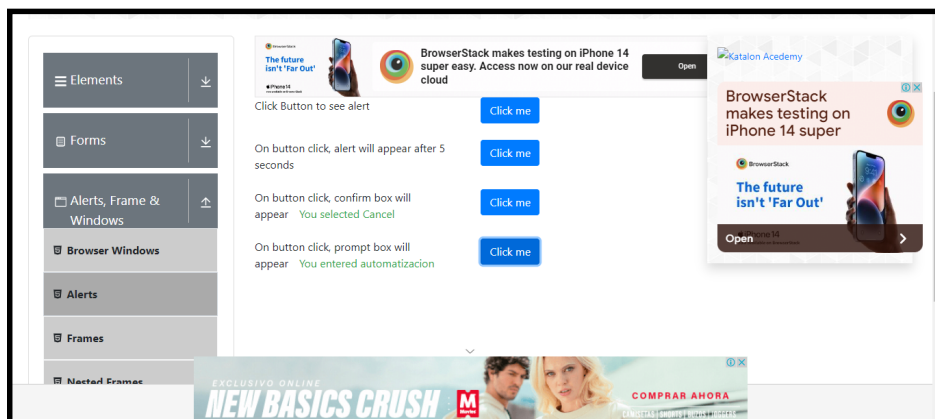 Elements
Forms
Alerts, Frame &
Windows
Browser Windows
Alerts
Frames
Nested Frames
BrowserStack
The future
isn't 'Far Out'
iPhone 14
BrowserStack makes testing on iPhone 14
super easy. Access now on our real device
cloud
Open
Click Button to see alert
Click me
On button click, alert will appear after 5
seconds
Click me
On button click, confirm box will
appear You selected Cancel
Click me
On button click, prompt box will
appear You entered automatizacion
Click me
Katalon Acedemy
BrowserStack
makes testing on
iPhone 14 super
BrowserStack
The future
isn't 'Far Out'
iPhone 14
Open
EXCLUSIVO ONLINE
NEW BASICS CRUSH
M
Movies
COMPRAR AHORA